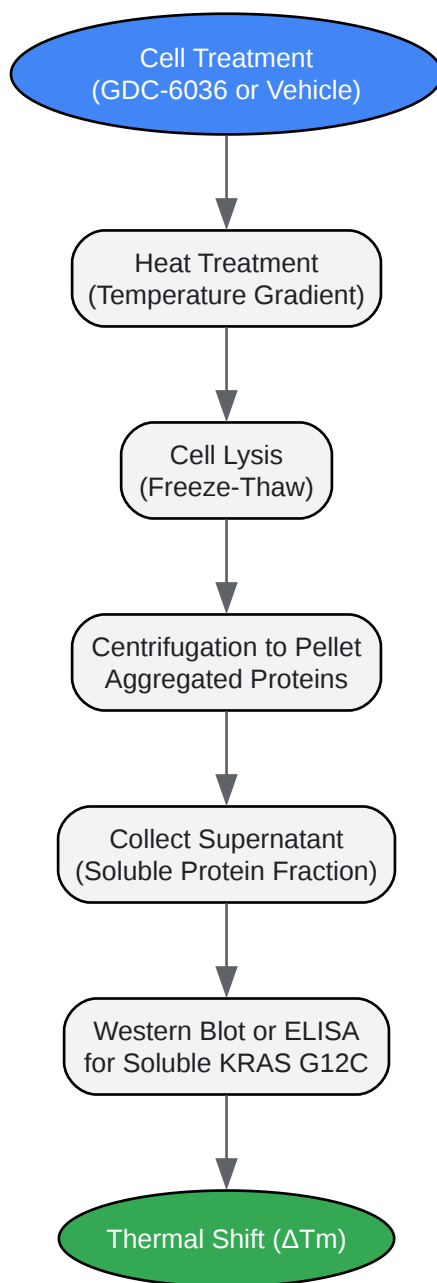 Cell Treatment
(GDC-6036 or Vehicle)
Heat Treatment
(Temperature Gradient)
Cell Lysis
(Freeze-Thaw)
Centrifugation to Pellet
Aggregated Proteins
Collect Supernatant
(Soluble Protein Fraction)
Western Blot or ELISA
for Soluble KRAS G12C
Thermal Shift (ΔTm)